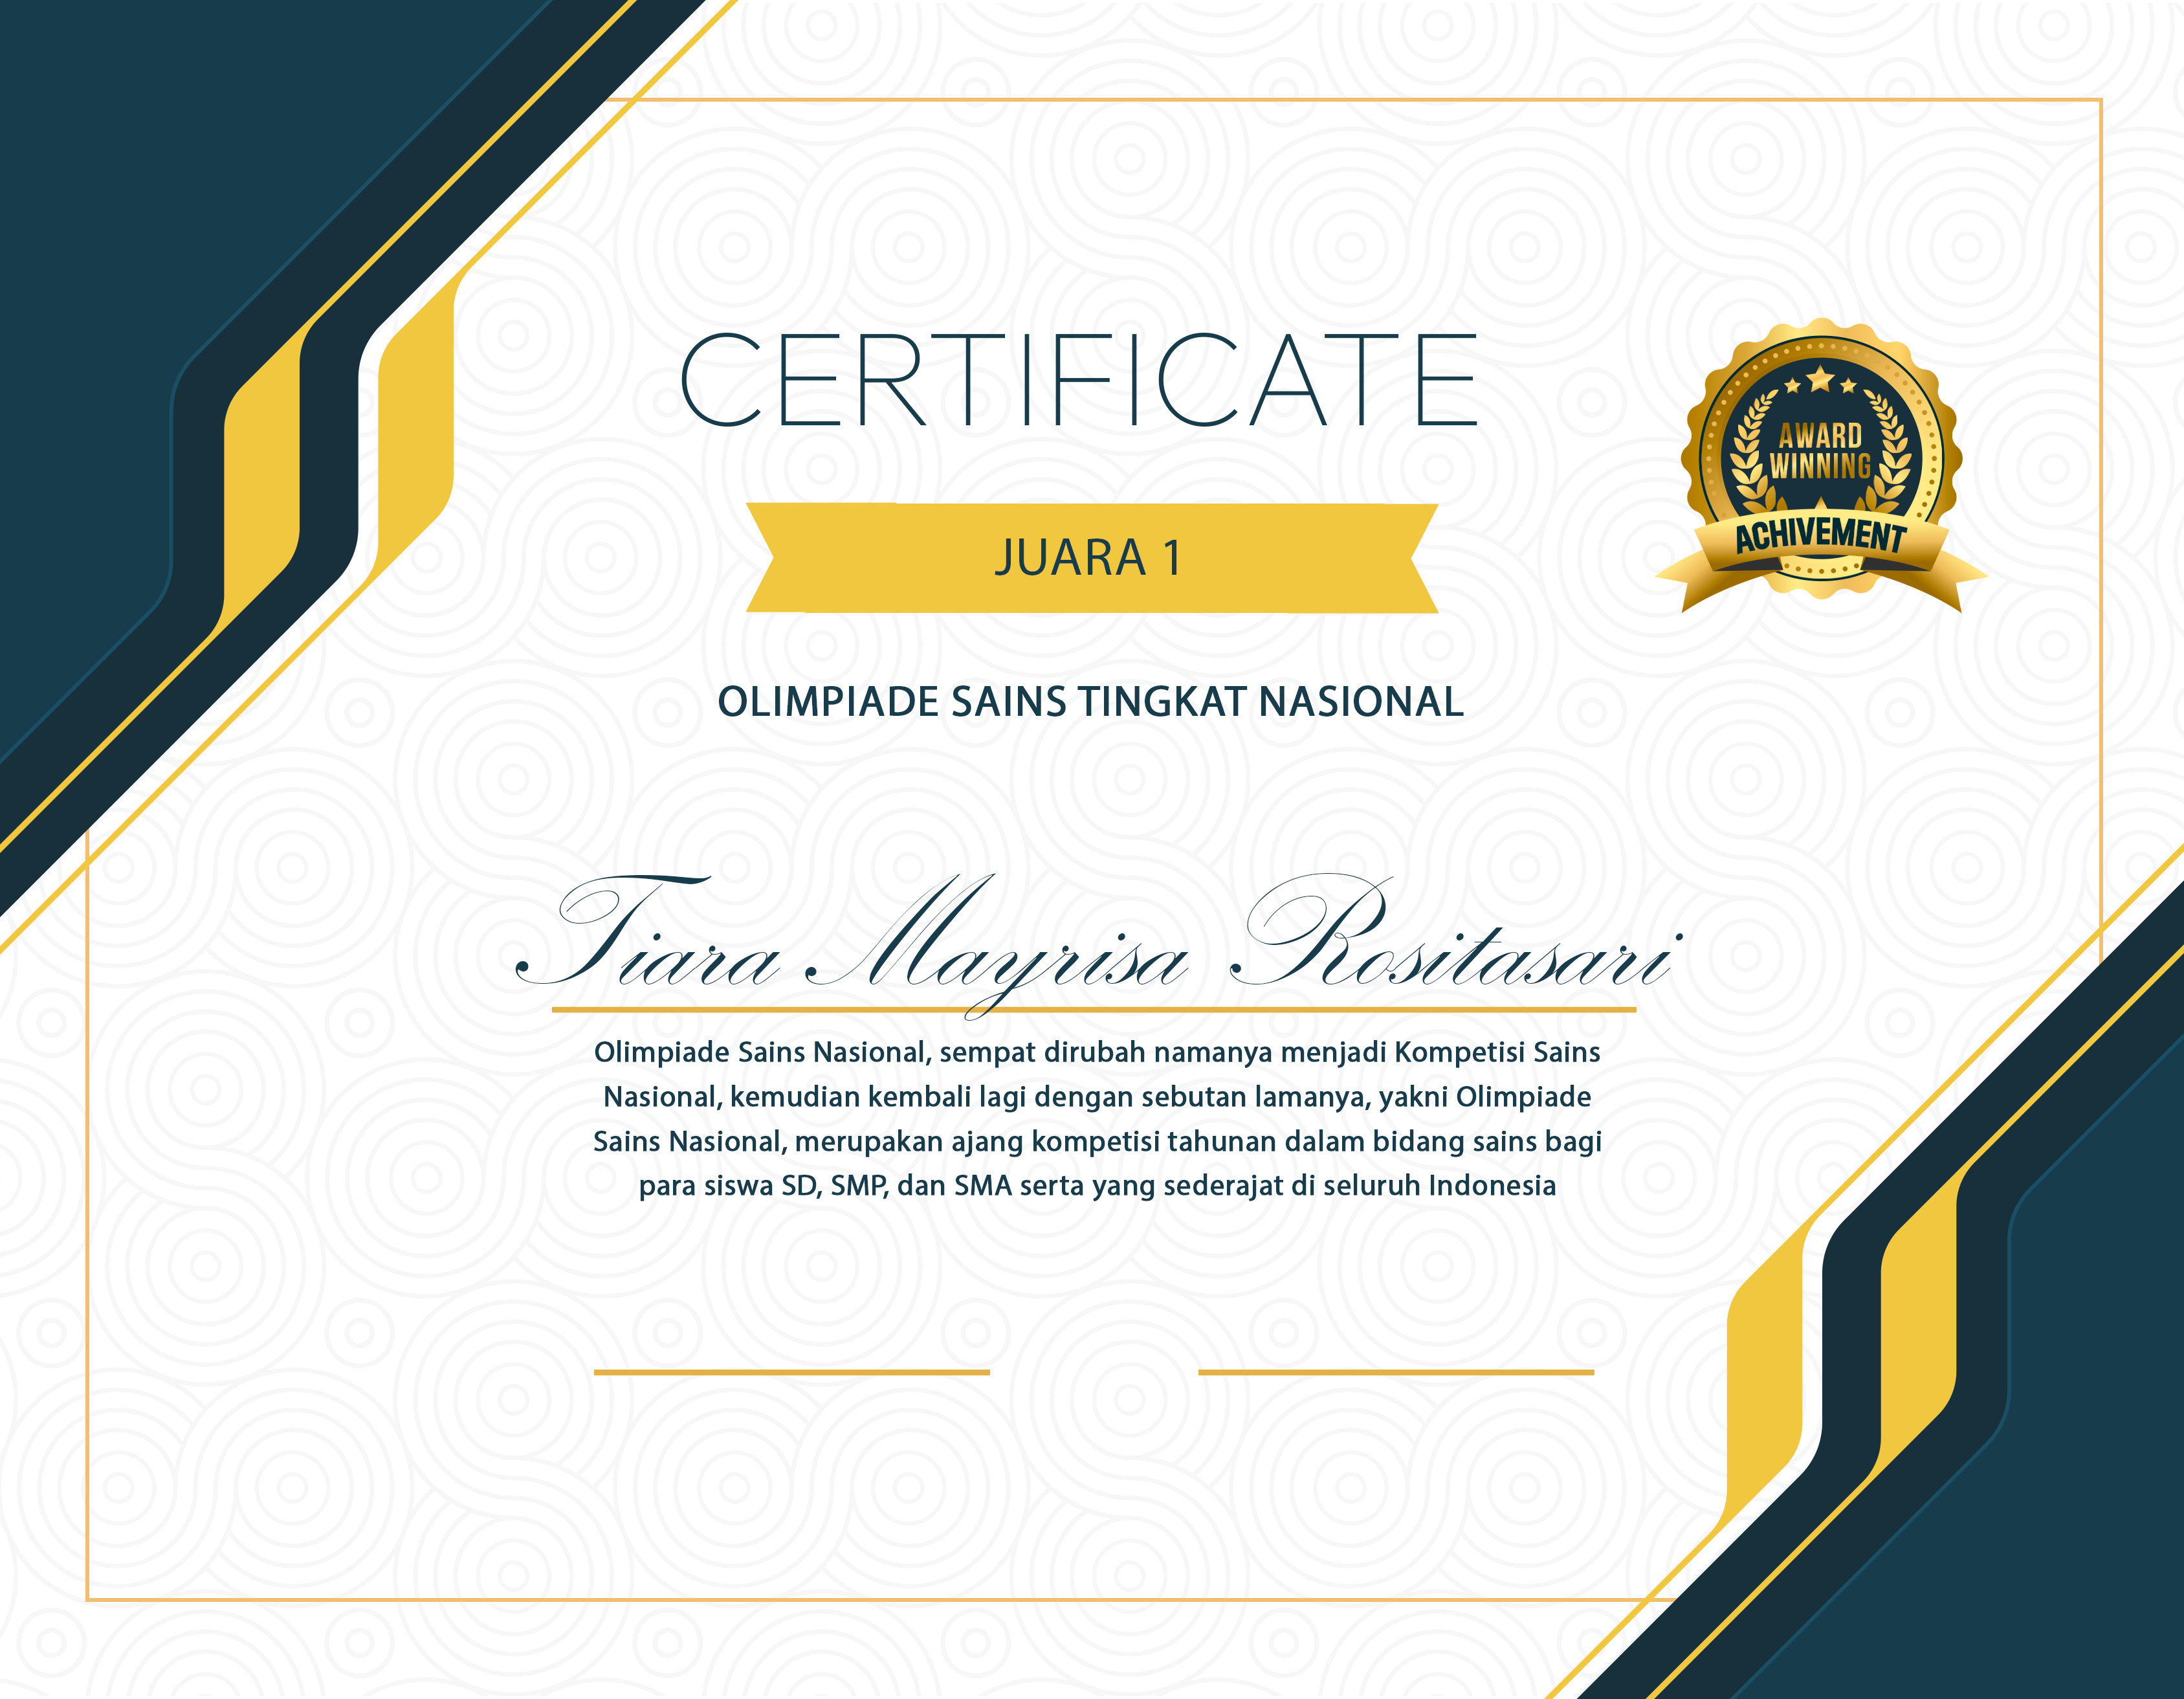 CERTIFICATE
AWARD
WINNING
ACHIVEMENT
JUARA 1
OLIMPIADE SAINS TINGKAT NASIONAL
Tiara Mayrisa Rositasari
Olimpiade Sains Nasional, sempat dirubah namanya menjadi Kompetisi Sains
Nasional, kemudian kembali lagi dengan sebutan lamanya, yakni Olimpiade
Sains Nasional, merupakan ajang kompetisi tahunan dalam bidang sains bagi
para siswa SD, SMP, dan SMA serta yang sederajat di seluruh Indonesia